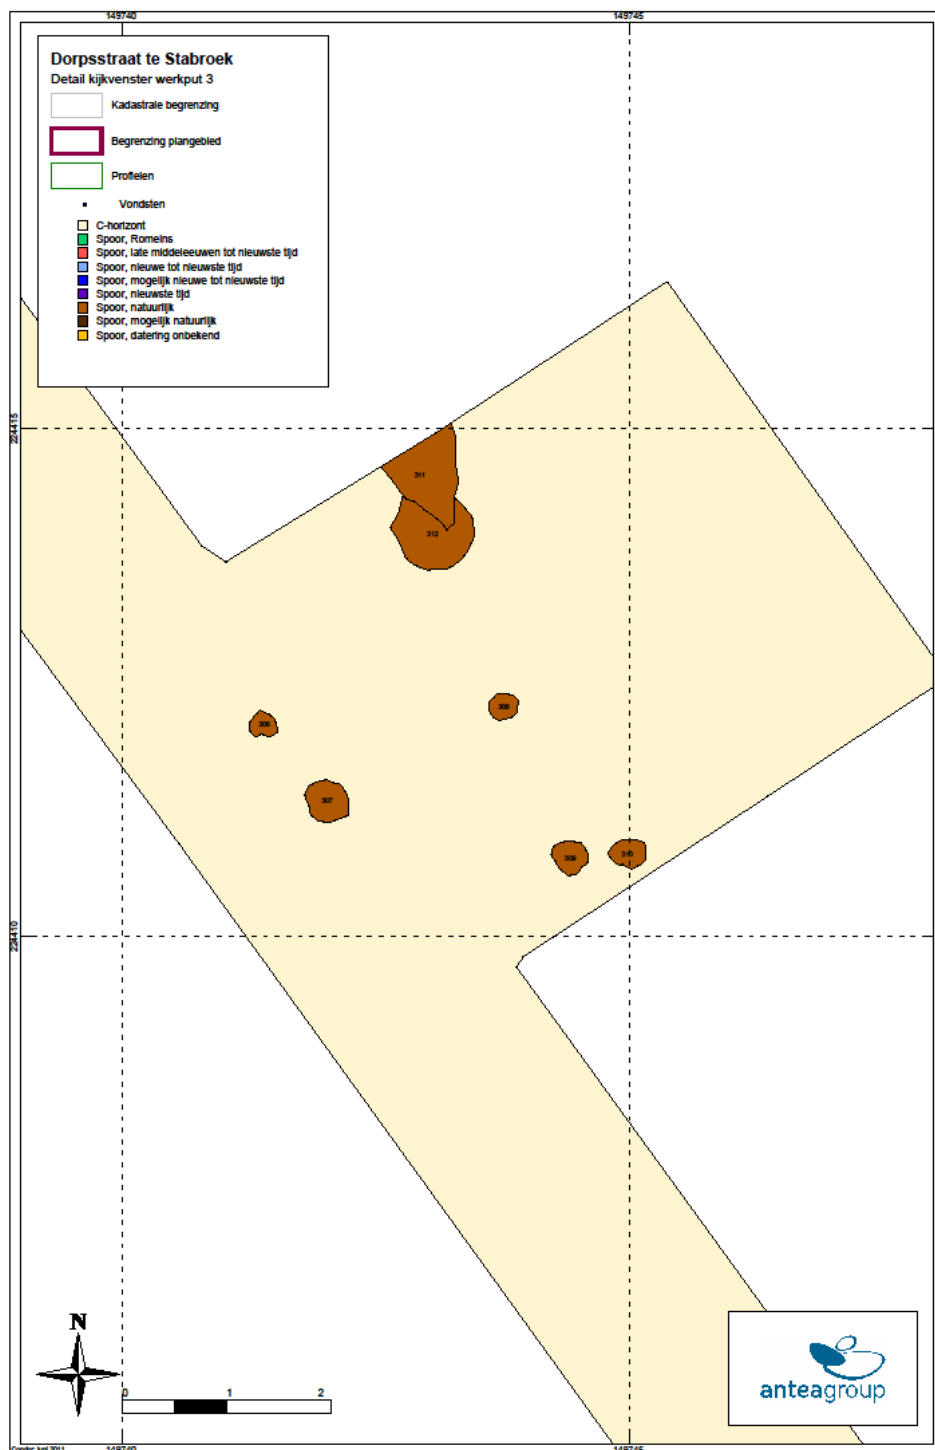 149740 149745
Dorpsstraat te Stabroek
Detail kijkvenster werkput 3
Kadastrale begrenzing
Begrenzing plangebied
Profielen
Vondsten
C-horizont
Spoor, Romeins
Spoor, late middeleeuwen tot nieuwste tijd
Spoor, nieuwe tot nieuwste tijd
Spoor, mogelijk nieuwe tot nieuwste tijd
Spoor, nieuwste tijd
Spoor, natuurlijk
Spoor, mogelijk natuurlijk
Spoor, datering onbekend
224415
311
312
307
309
310
224410
N
0 1 2
anteagroup
Condor, juni 2011
149740 149745